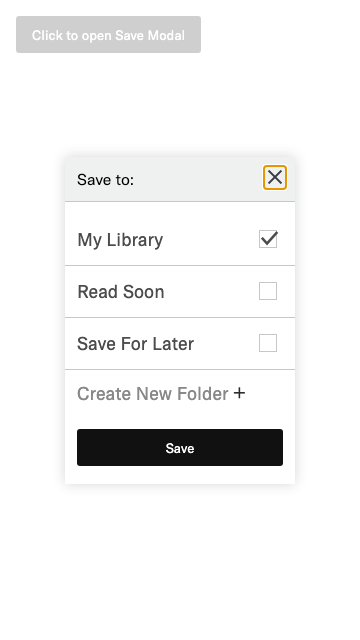 Click to open Save Modal
Save to:
My Library
Read Soon
Save For Later
Create New Folder +
Save